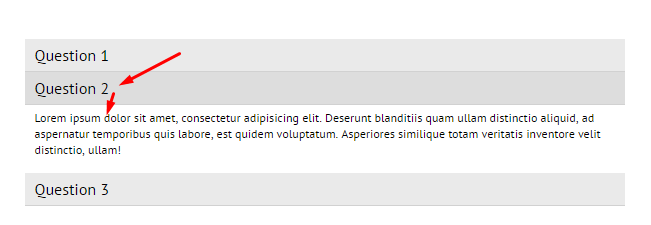 Question 1
Question 2
Lorem ipsum dolor sit amet, consectetur adipisicing elit. Deserunt blanditiis quam ullam distinctio aliquid, ad
aspernatur temporibus quis labore, est quidem voluptatum. Asperiores similique totam veritatis inventore velit
distinctio, ullam!
Question 3